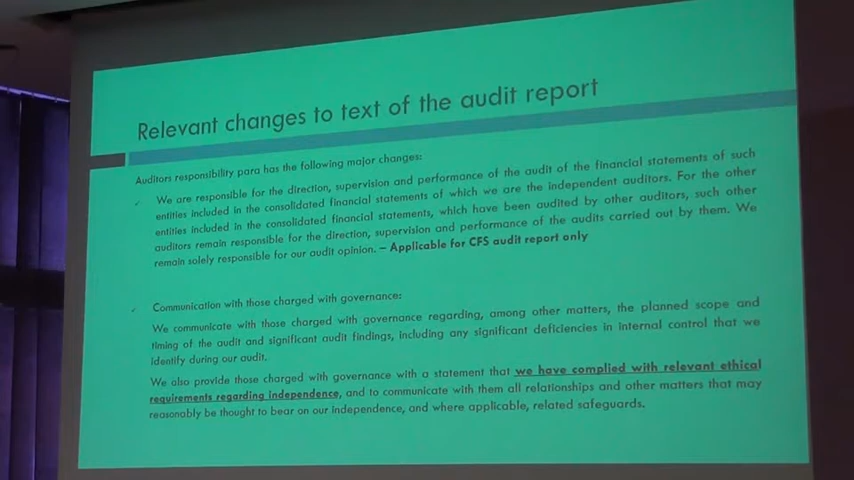 Relevant changes to text of the audit report
Auditors responsibility para has the following major changes:
✓ We are responsible for the direction, supervision and performance of the audit of the financial statements of such
entities included in the consolidated financial statements of which we are the independent auditors. For the other
entities included in the consolidated financial statements, which have been audited by other auditors, such other
auditors remain responsible for the direction, supervision and performance of the audits carried out by them. We
remain solely responsible for our audit opinion. – Applicable for CFS audit report only
✓ Communication with those charged with governance:
We communicate with those charged with governance regarding, among other matters, the planned scope and
timing of the audit and significant audit findings, including any significant deficiencies in internal control that we
identify during our audit.
We also provide those charged with governance with a statement that we have complied with relevant ethical
requirements regarding independence, and to communicate with them all relationships and other matters that may
reasonably be thought to bear on our independence, and where applicable, related safeguards.